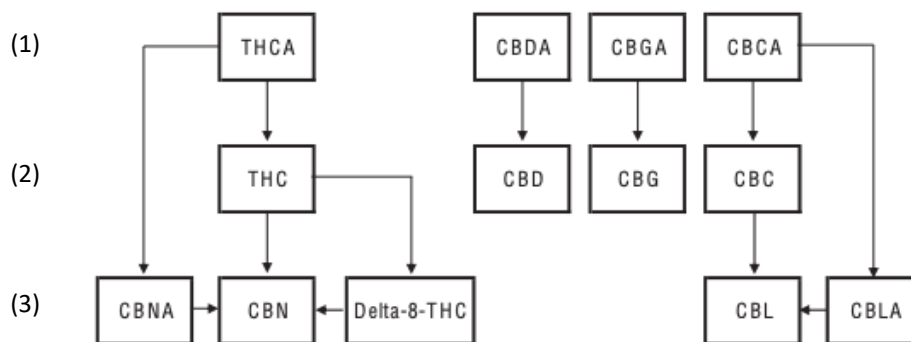 (1) THCA CBDA CBGA CBCA
(2) THC CBD CBG CBC
(3) CBNA CBN Delta-8-THC CBL CBLA